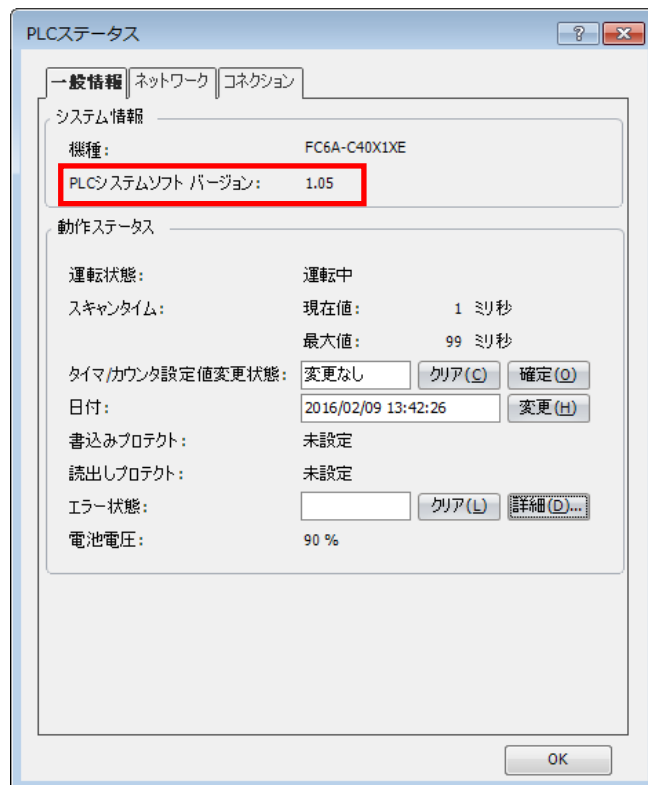 PLCステータス
?
一般情報 ネットワーク コネクション
システム情報
機種: FC6A-C40X1XE
PLCシステムソフト バージョン: 1.05
動作ステータス
運転状態: 運転中
スキャンタイム: 現在値: 1 ミリ秒
最大値: 99 ミリ秒
タイマ/カウンタ設定値変更状態: 変更なし クリア(C) 確定(O)
日付: 2016/02/09 13:42:26 変更(H)
書込みプロテクト: 未設定
読出しプロテクト: 未設定
エラー状態: クリア(L) 詳細(D)...
電池電圧: 90 %
OK